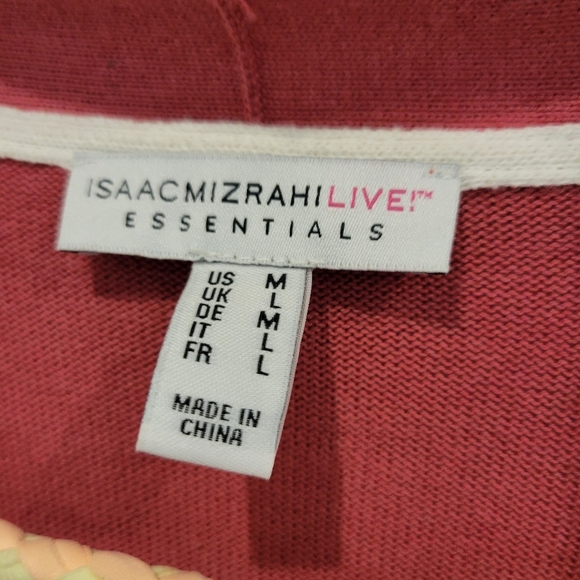 ISAACMIZRAHILIVE!™
ESSENTIALS
US M
UK L
DE M
IT L
FR L
MADE IN
CHINA